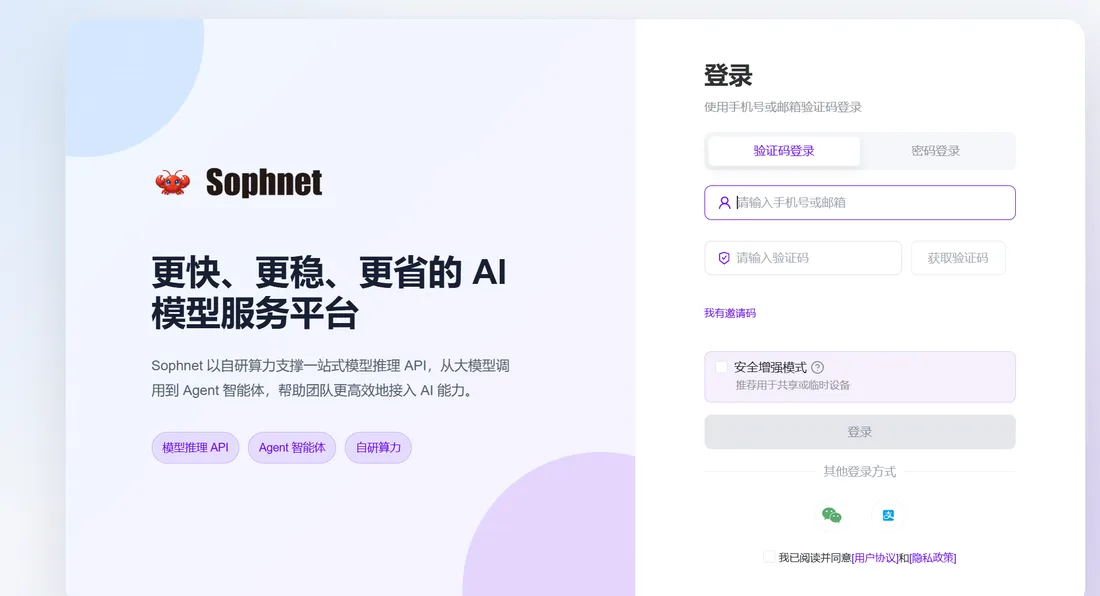 Sophnet
更快、更稳、更省的 AI
模型服务平台
Sophnet 以自研算力支撑一站式模型推理 API，从大模型调
用到 Agent 智能体，帮助团队更高效地接入 AI 能力。
模型推理 API
Agent 智能体
自研算力
登录
使用手机号或邮箱验证码登录
验证码登录
密码登录
请输入手机号或邮箱
请输入验证码
获取验证码
我有邀请码
安全增强模式 ?
推荐用于共享或临时设备
登录
其他登录方式
支
我已阅读并同意[用户协议]和[隐私政策]